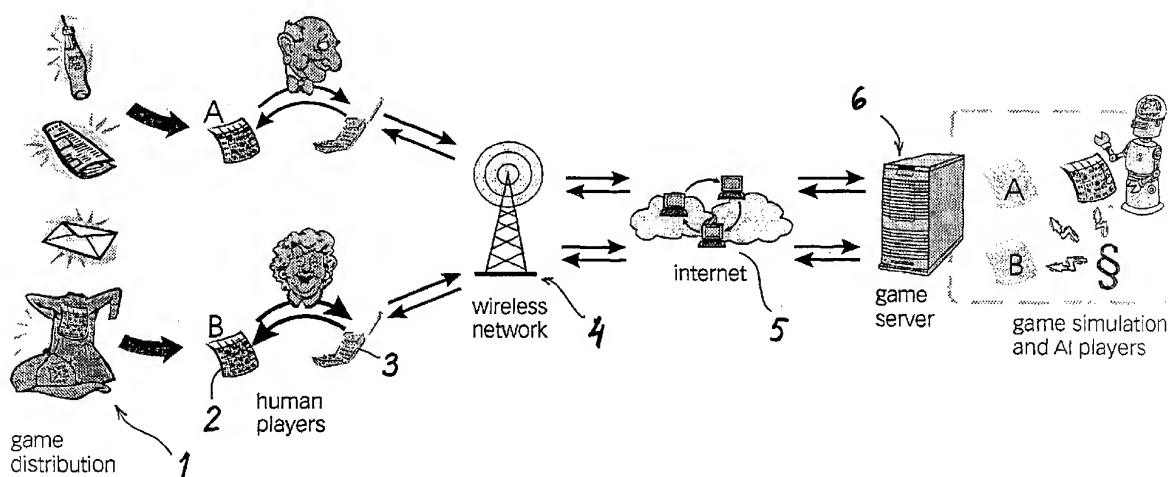 A
6
A
B
internet
wireless
network
4
5
game
server
game simulation
and AI players
§
B
2
3
human
players
game
distribution
1